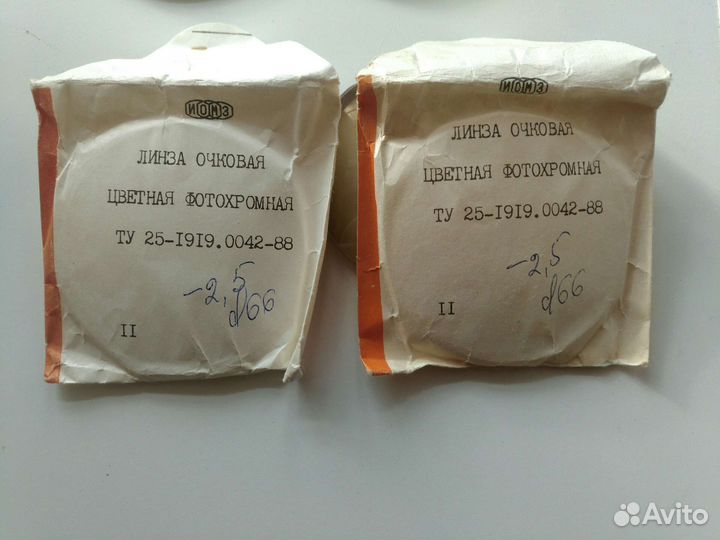 ИОМЗ
ЛИНЗА ОЧКОВАЯ
ЦВЕТНАЯ ФОТОХРОМНАЯ
ТУ 25-I9I9.0042-88
-2,5
d66
II
ИОМЗ
ЛИНЗА ОЧКОВАЯ
ЦВЕТНАЯ ФОТОХРОМНАЯ
ТУ 25-I9I9.0042-88
-2,5
d66
II
Avito